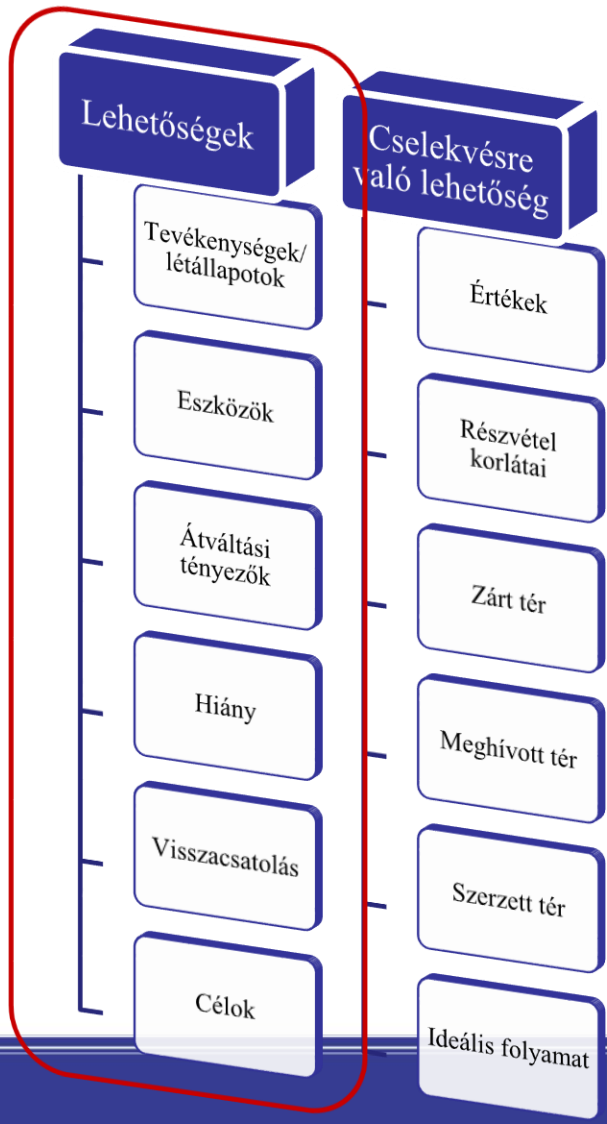 Lehetőségek
Tevékenységek/
létállapotok
Eszközök
Átváltási
tényezők
Hiány
Visszacsatolás
Célok
Cselekvésre
való lehetőség
Értékek
Részvétel
korlátai
Zárt tér
Meghívott tér
Szerzett tér
Ideális folyamat